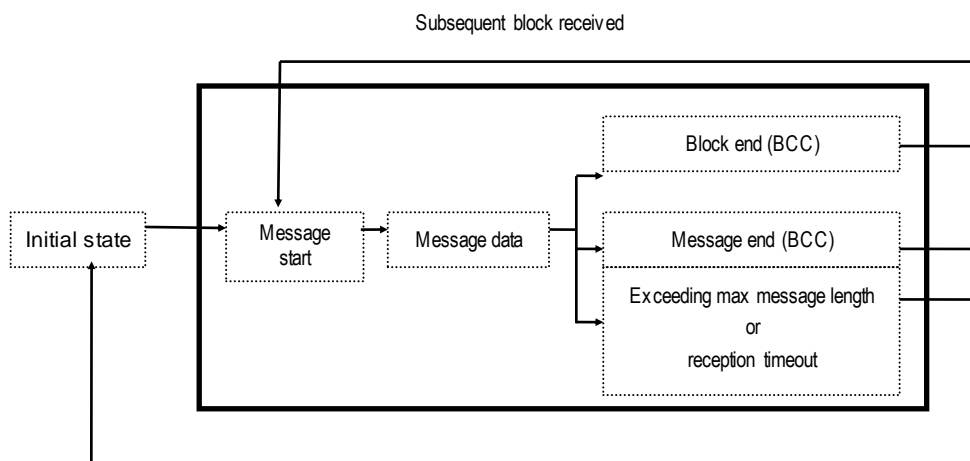 Subsequent block received
Block end (BCC)
Initial state
Message
start
Message data
Message end (BCC)
Exceeding max message length
or
reception timeout